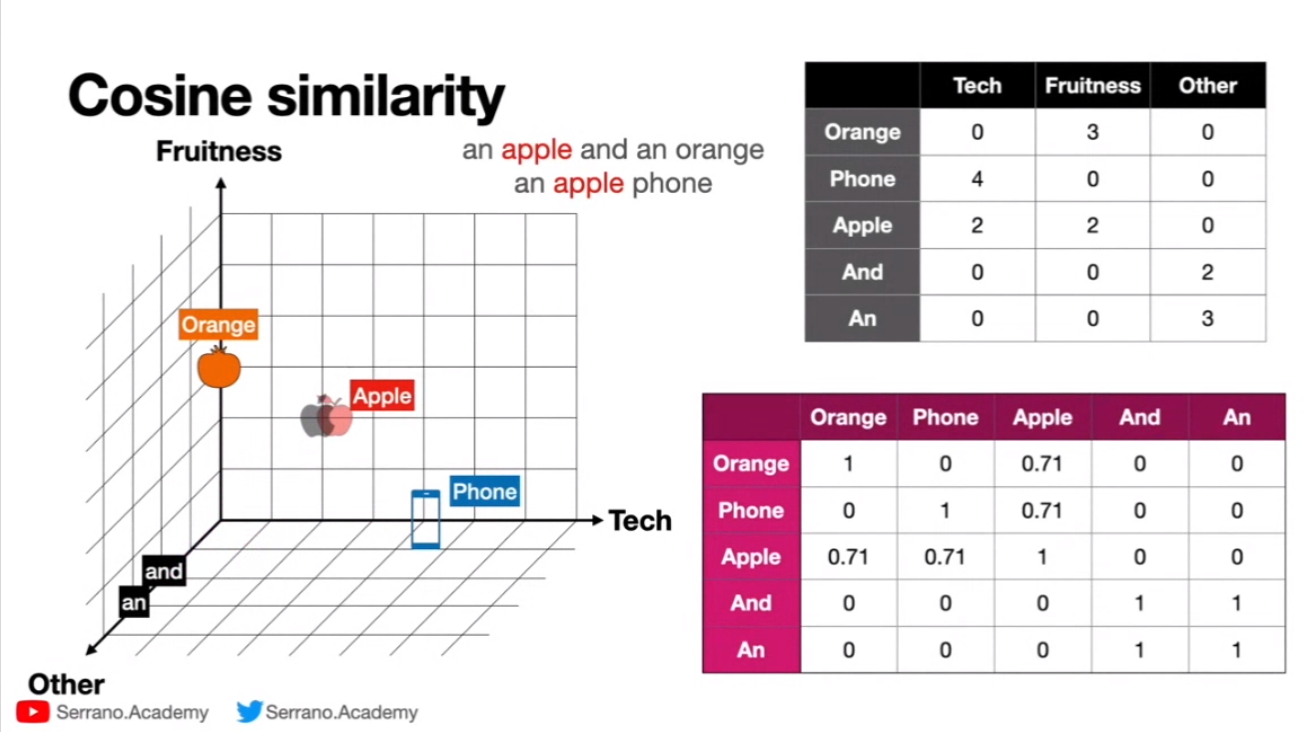 Cosine similarity
Fruitness
an apple and an orange
an apple phone
Orange
Apple
Phone
Tech
and
an
Other
Serrano.Academy Serrano.Academy
Tech Fruitness Other
Orange 0 3 0
Phone 4 0 0
Apple 2 2 0
And 0 0 2
An 0 0 3
Orange Phone Apple And An
Orange 1 0 0.71 0 0
Phone 0 1 0.71 0 0
Apple 0.71 0.71 1 0 0
And 0 0 0 1 1
An 0 0 0 1 1